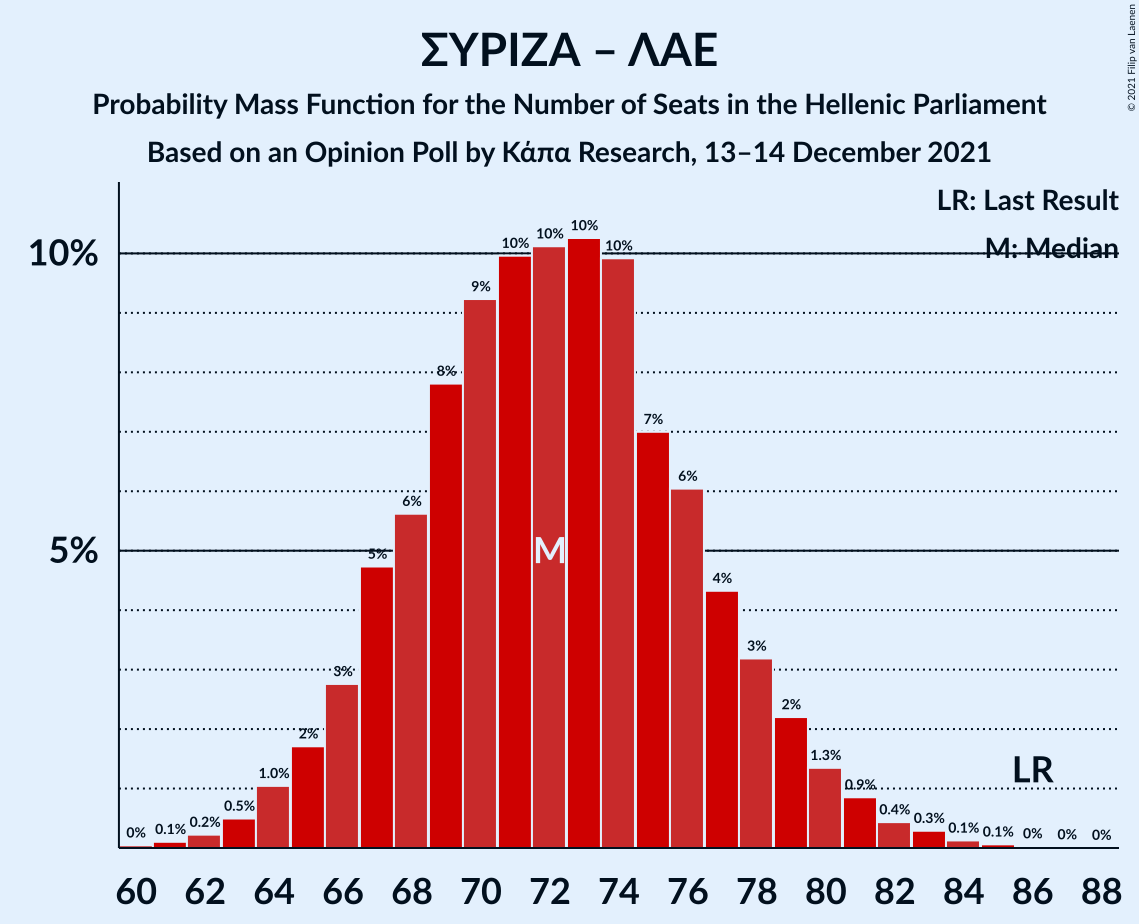 ΣΥΡΙΖΑ – ΛΑΕ
Probability Mass Function for the Number of Seats in the Hellenic Parliament
Based on an Opinion Poll by Κάπα Research, 13–14 December 2021
© 2021 Filip van Laenen
LR: Last Result
M: Median
10%
5%
0% 0.1% 0.2% 0.5% 1.0% 2% 3% 5% 6% 8% 9% 10% 10% 10% 10% 7% 6% 4% 3% 2% 1.3% 0.9% 0.4% 0.3% 0.1% 0.1% 0% 0% 0%
M
LR
60 62 64 66 68 70 72 74 76 78 80 82 84 86 88